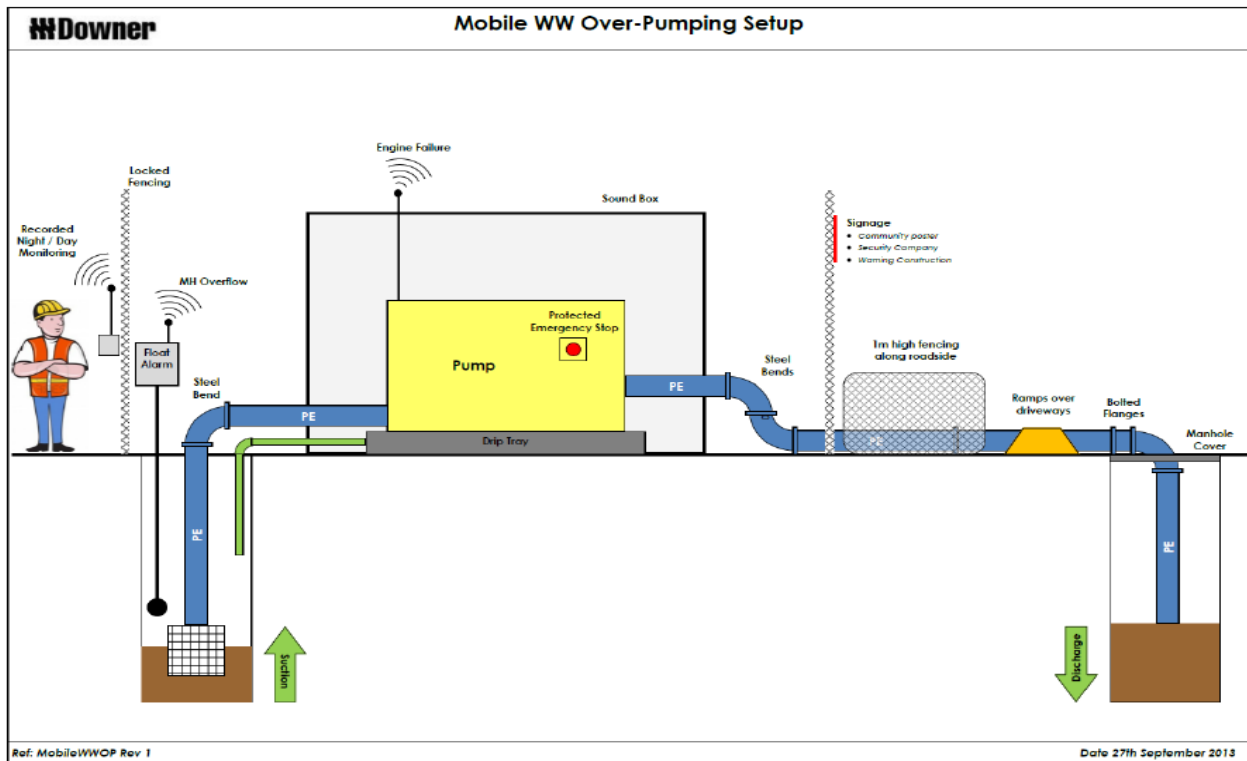 Downer
Mobile WW Over-Pumping Setup
Engine Failure
Locked
Fencing
Sound Box
Recorded
Night / Day
Monitoring
MH Overflow
Signage
• Community poster
• Security Company
• Warning Construction
Protected
Emergency Stop
Float
Alarm
Pump
Steel
Bend
PE
PE
Steel
Bends
1m high fencing
along roadside
Ramps over
driveways
Bolted
Flanges
Manhole
Cover
PE
Drip Tray
PE
PE
Suction
Discharge
Ref: MobileWWOP Rev 1
Date 27th September 2013